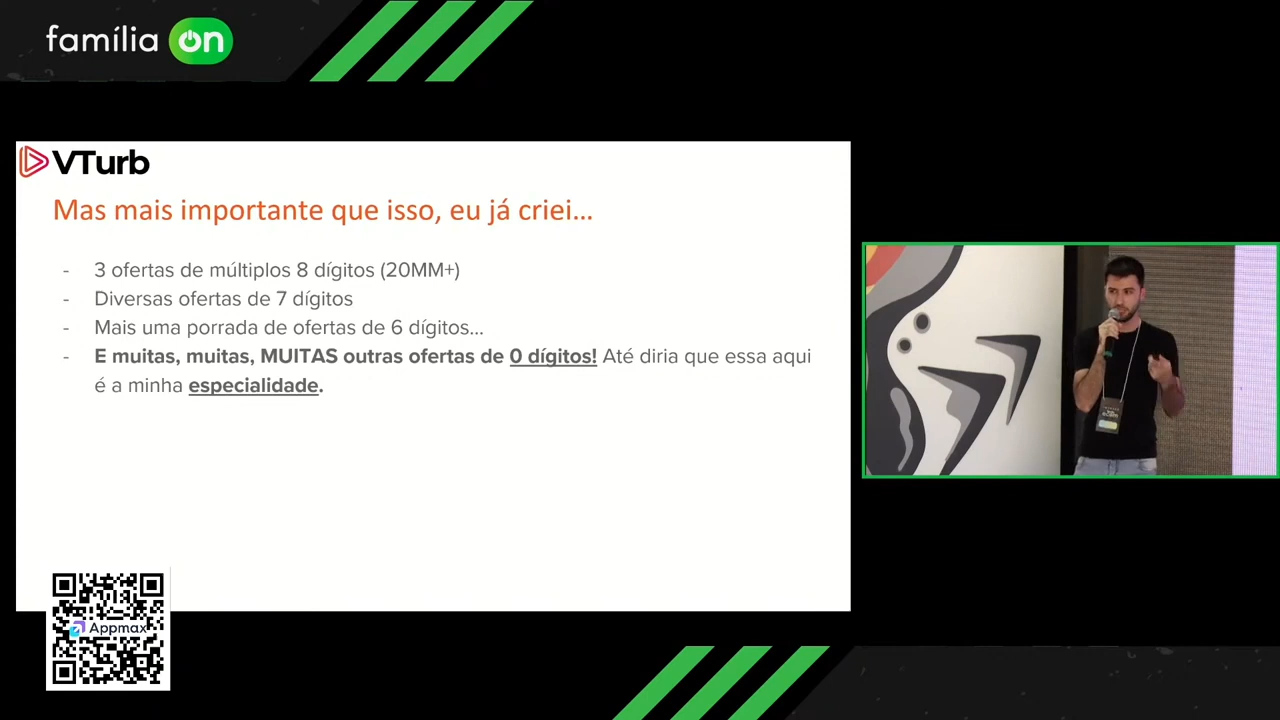 família on
VTurb
Mas mais importante que isso, eu já criei...
- 3 ofertas de múltiplos 8 dígitos (20MM+)
- Diversas ofertas de 7 dígitos
- Mais uma porrada de ofertas de 6 dígitos...
- E muitas, muitas, MUITAS outras ofertas de 0 dígitos! Até diria que essa aqui
é a minha especialidade.
Appmax